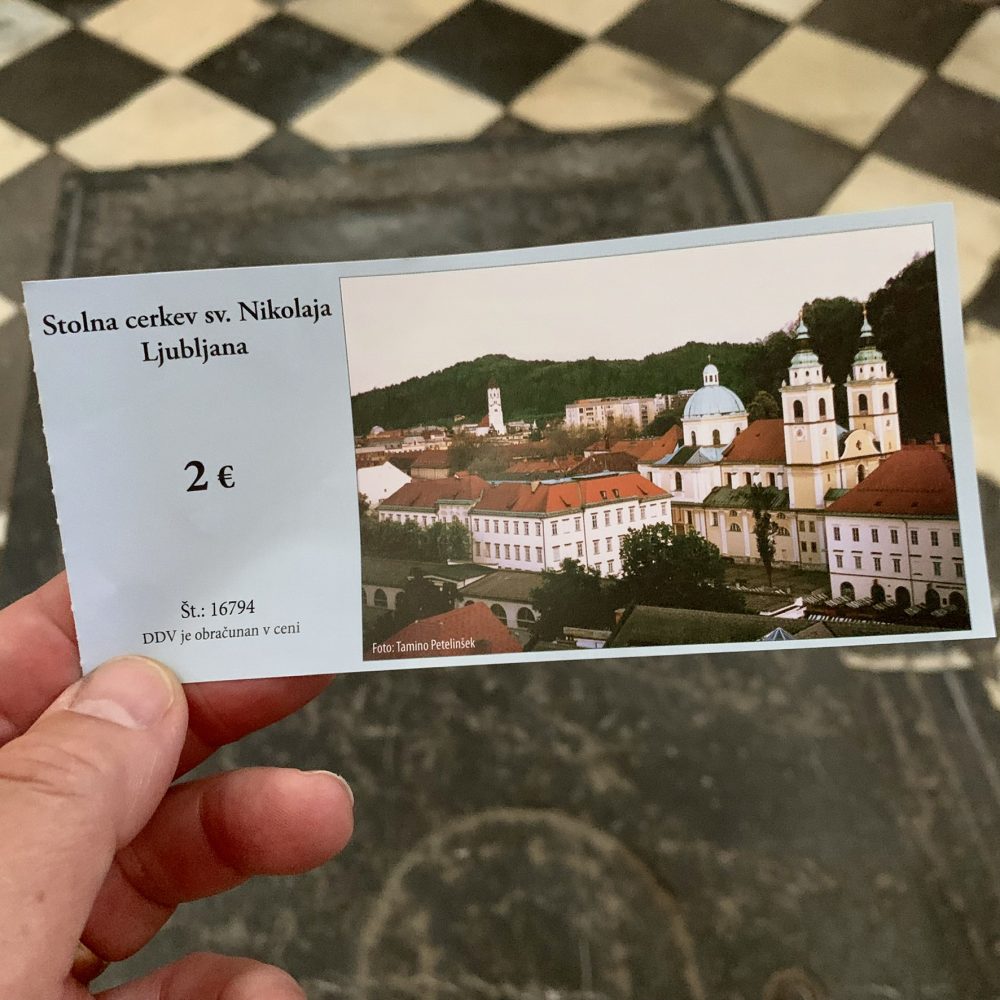 Stolna cerkev sv. Nikolaja
Ljubljana
2 €
Št.: 16794
DDV je obračunan v ceni
Foto: Tamino Petelinšek